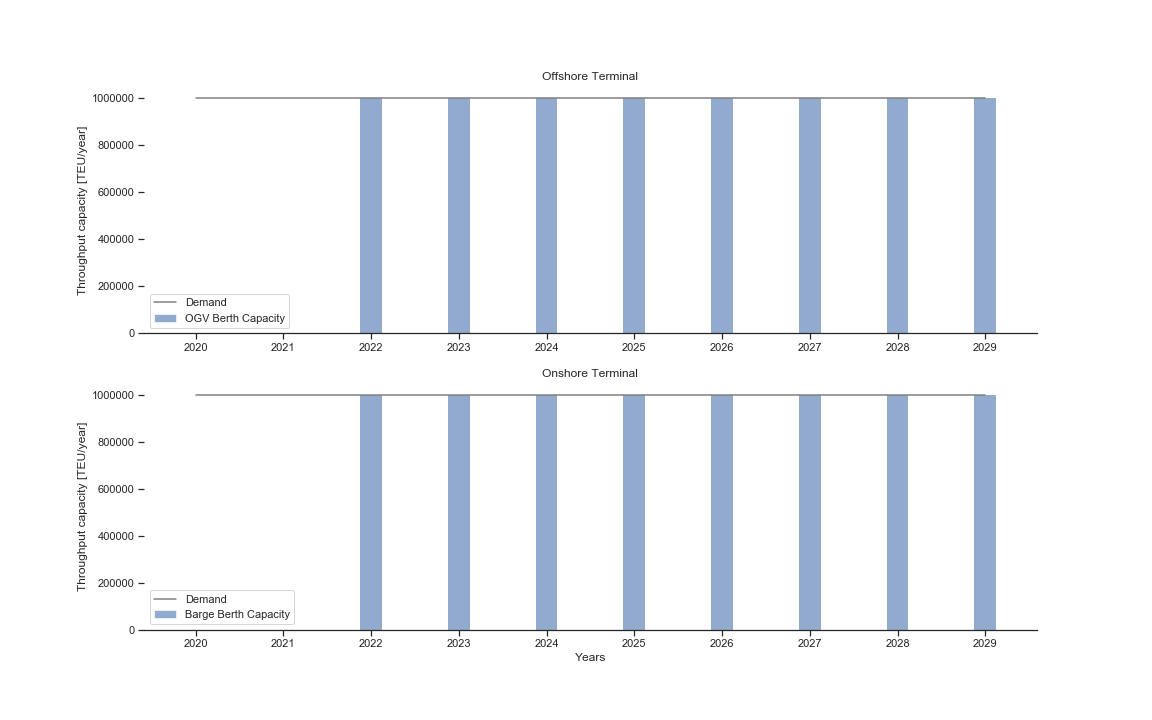 Offshore Terminal
Throughput capacity [TEU/year]
1000000
800000
600000
400000
200000
0
Demand
OGV Berth Capacity
2020 2021 2022 2023 2024 2025 2026 2027 2028 2029
Onshore Terminal
Throughput capacity [TEU/year]
1000000
800000
600000
400000
200000
0
Demand
Barge Berth Capacity
2020 2021 2022 2023 2024 2025 2026 2027 2028 2029
Years